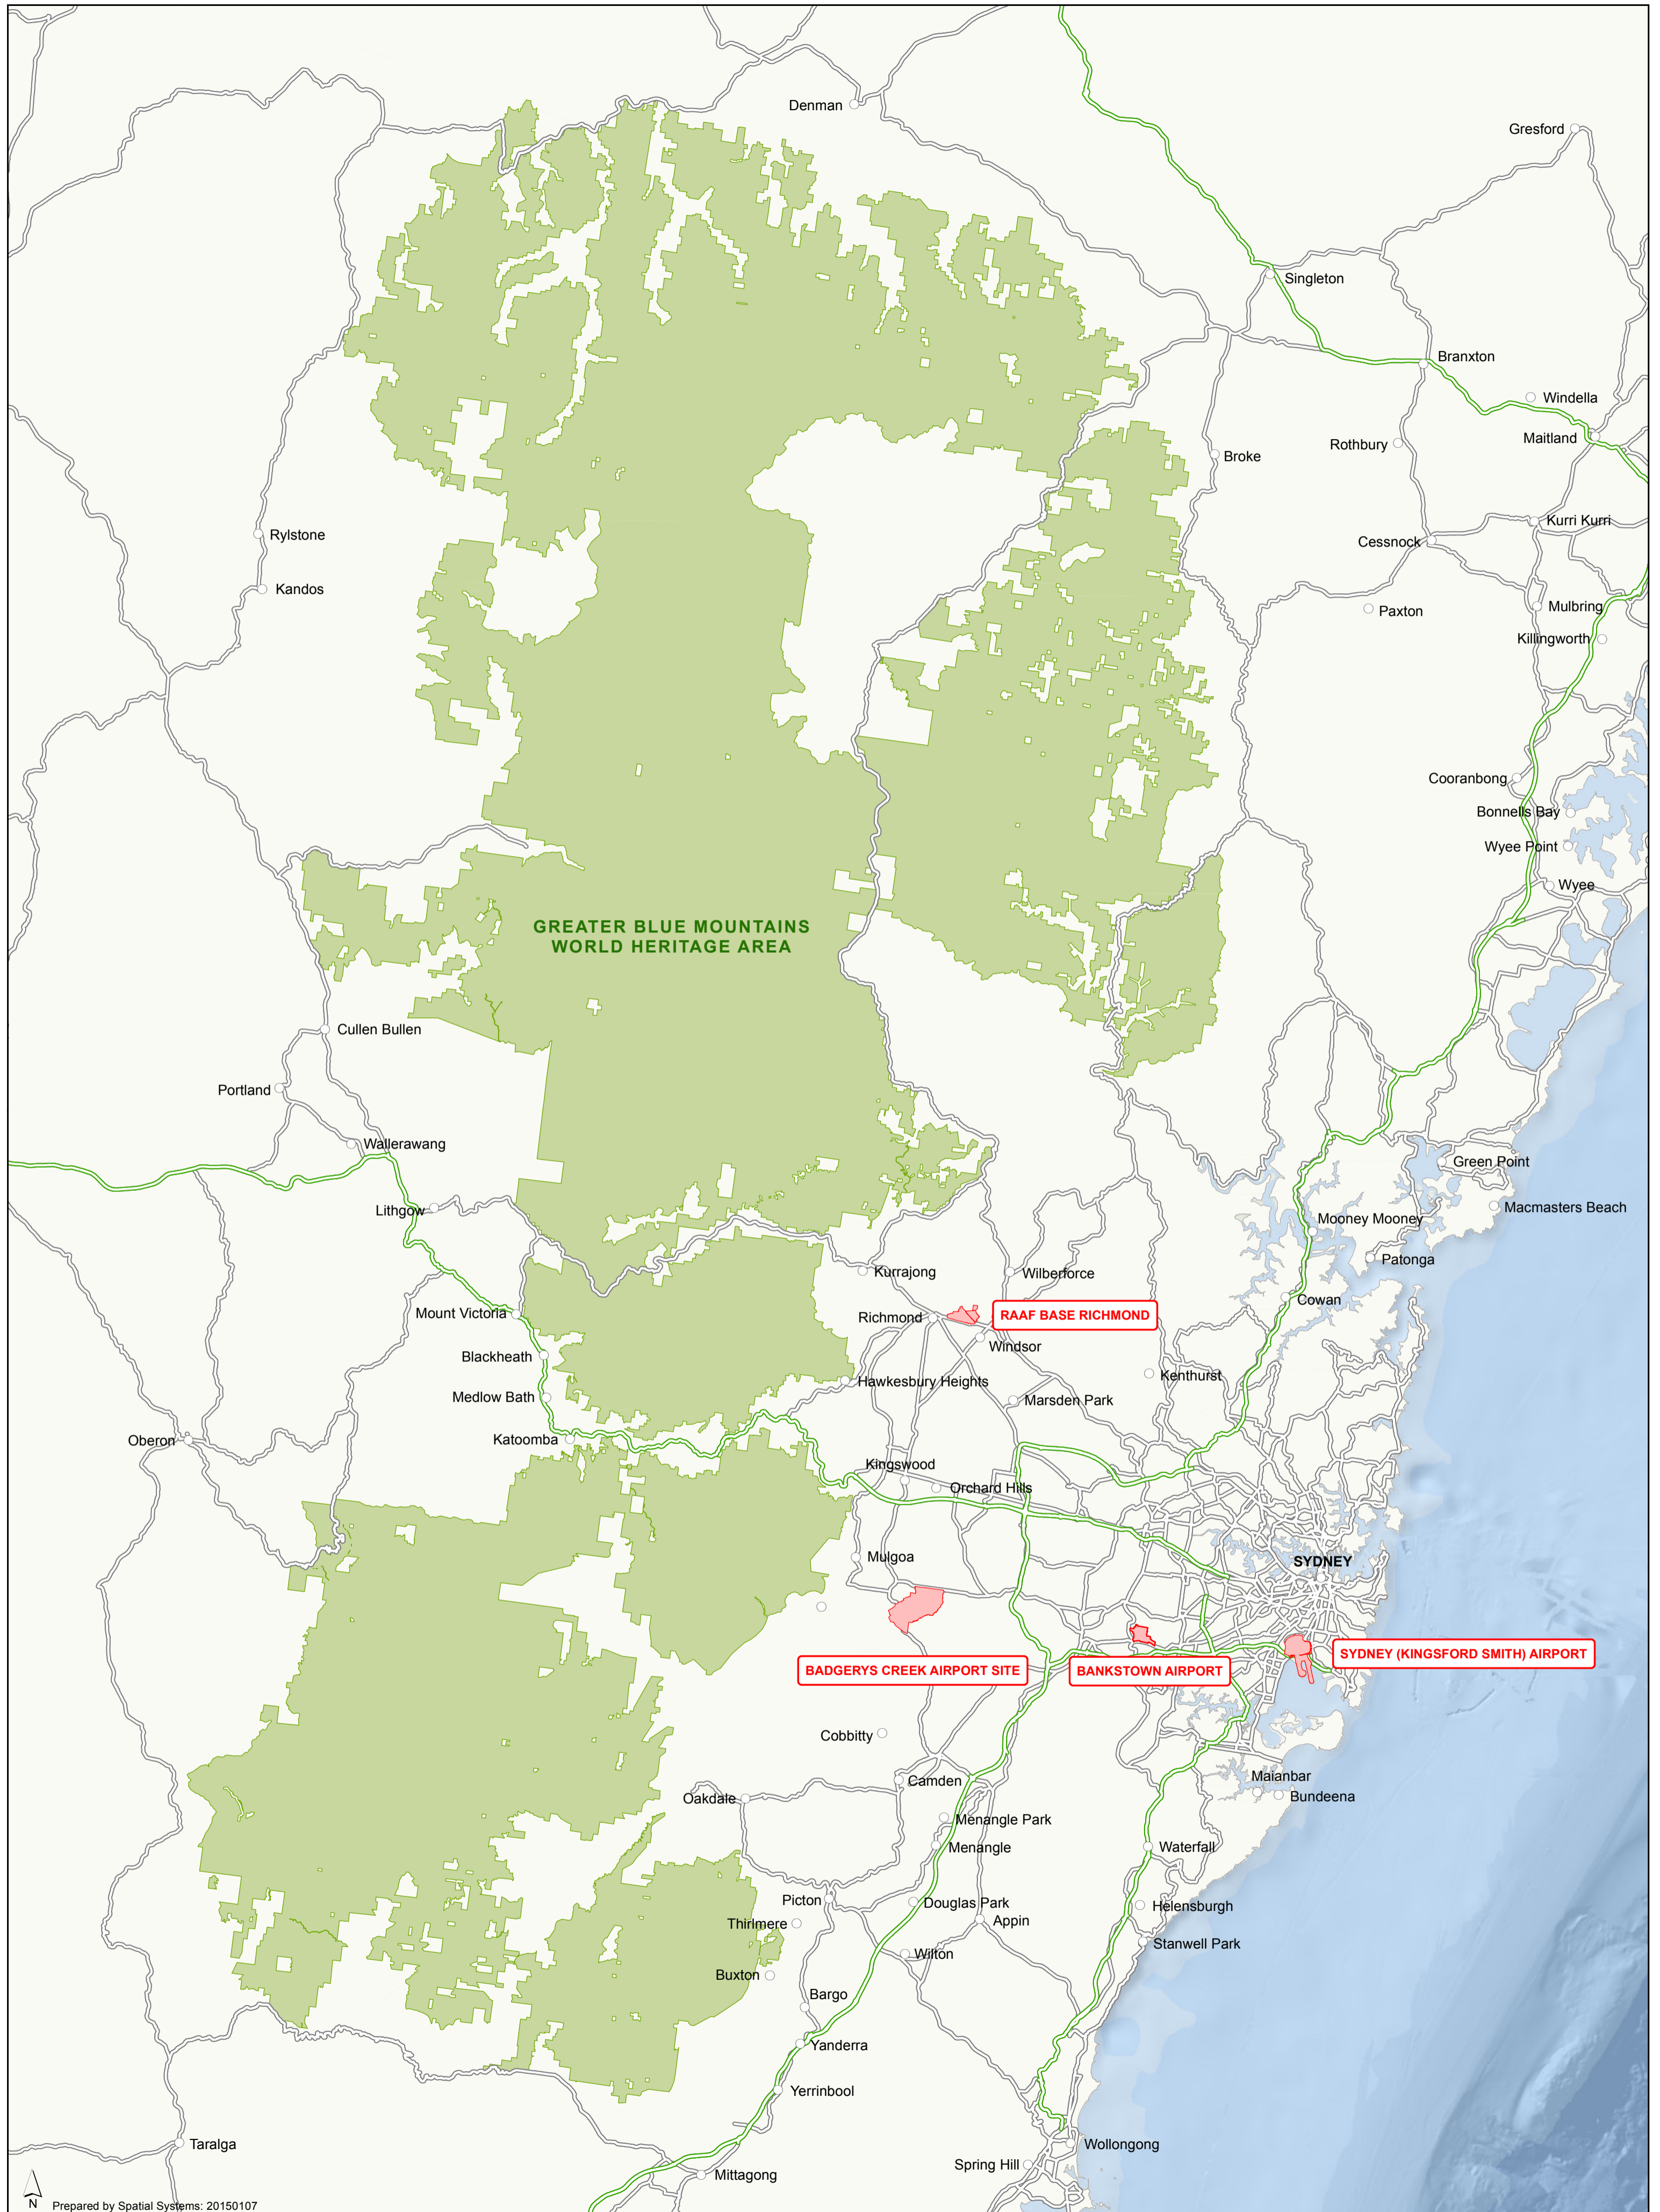 Denman
Gresford
Singleton
Branxton
Windella
Maitland
Rothbury
Broke
Kurri Kurri
Rylstone
Cessnock
Kandos
Paxton
Mulbring
Killingworth
Cooranbong
Bonnells Bay
Wyee Point
Wyee
GREATER BLUE MOUNTAINS
WORLD HERITAGE AREA
Cullen Bullen
Portland
Wallerawang
Green Point
Lithgow
Macmasters Beach
Mooney Mooney
Patonga
Kurrajong
Wilberforce
Cowan
Mount Victoria
Richmond
RAAF BASE RICHMOND
Windsor
Blackheath
Kenthurst
Hawkesbury Heights
Medlow Bath
Marsden Park
Oberon
Katoomba
Kingswood
Orchard Hills
Mulgoa
SYDNEY
SYDNEY (KINGSFORD SMITH) AIRPORT
BADGERYS CREEK AIRPORT SITE
BANKSTOWN AIRPORT
Cobbitty
Maianbar
Camden
Bundeena
Oakdale
Menangle Park
Menangle
Waterfall
Picton
Douglas Park
Helensburgh
Thirlmere
Appin
Stanwell Park
Wilton
Buxton
Bargo
Yanderra
Yerrinbool
Taralga
Wollongong
Spring Hill
Mittagong
N
Prepared by Spatial Systems: 20150107